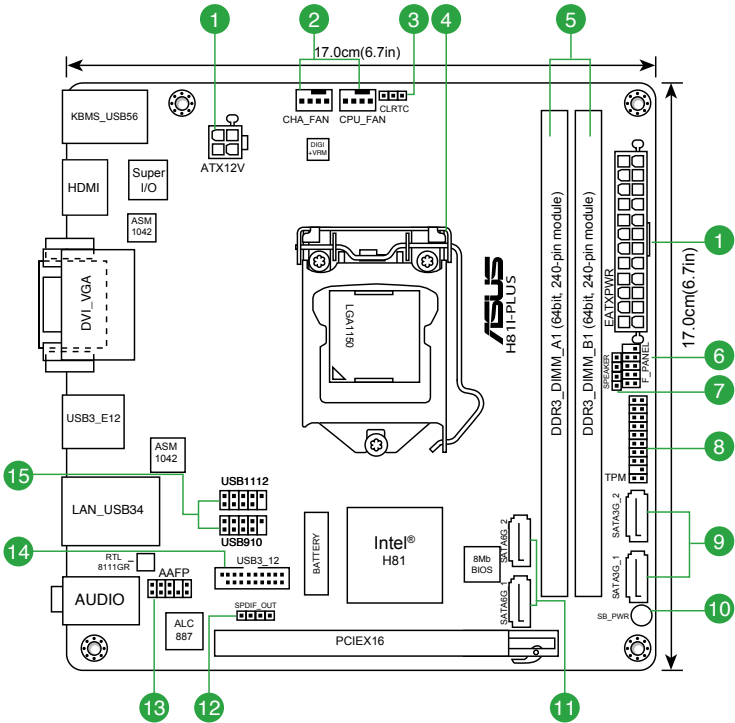 1
2
3
4
5
17.0cm(6.7in)
KBMS_USB56
CHA_FAN
CPU_FAN
CLRTC
DIGI
+VRM
ATX12V
HDMI
Super
I/O
ASM
1042
DVI_VGA
LGA1150
ASUS
H81I-PLUS
DDR3_DIMM_A1 (64bit, 240-pin module)
DDR3_DIMM_B1 (64bit, 240-pin module)
EATXPWR
1
17.0cm(6.7in)
6
SPEAKER
F_PANEL
7
USB3_E12
ASM
1042
8
TPM
15
USB1112
USB910
LAN_USB34
14
USB3_12
BATTERY
Intel®
H81
8Mb
BIOS
SATA6G_2
SATA6G_1
SATA3G_2
SATA3G_1
9
RTL
8111GR
AAFP
AUDIO
ALC
887
SPDIF_OUT
SB_PWR
10
PCIEX16
13
12
11